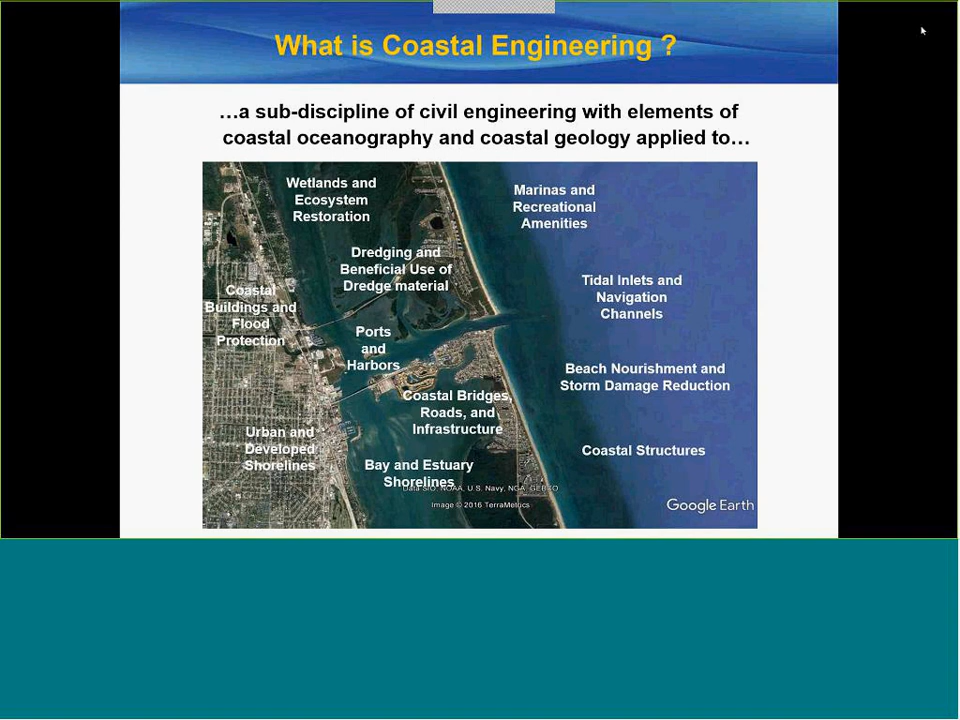 What is Coastal Engineering ?
…a sub-discipline of civil engineering with elements of
coastal oceanography and coastal geology applied to…
Wetlands and
Ecosystem
Restoration
Marinas and
Recreational
Amenities
Dredging and
Beneficial Use of
Dredge material
Tidal Inlets and
Navigation
Channels
Coastal
Buildings and
Flood
Protection
Ports
and
Harbors
Beach Nourishment and
Storm Damage Reduction
Coastal Bridges,
Roads, and
Infrastructure
Urban and
Developed
Shorelines
Coastal Structures
Bay and Estuary
Shorelines
Data SIO, NOAA, U.S. Navy, NGA, GEBCO
Image © 2016 TerraMetrics
Google Earth